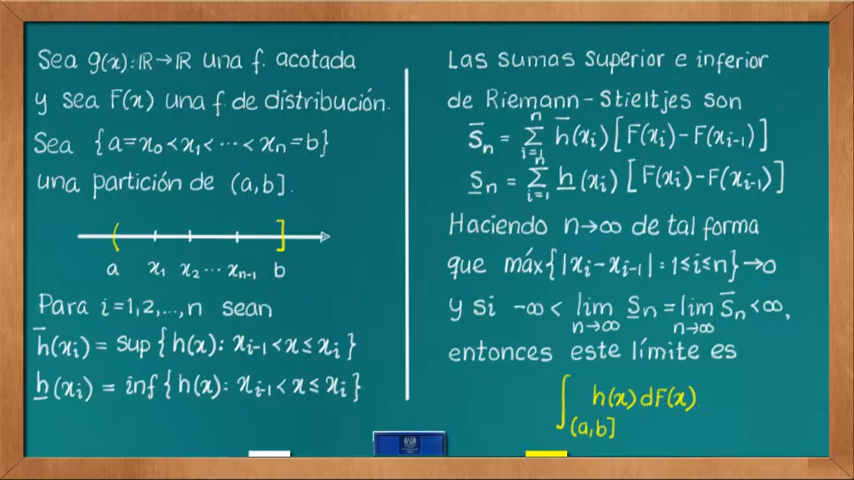 Sea g(x): ℝ→ℝ una f. acotada
y sea F(x) una f. de distribución.
Sea {a=x₀<x₁<···<xₙ=b}
una partición de (a,b].
( ]
a x₁ x₂ ··· xₙ₋₁ b
Para i=1,2,...,n sean
h̅(xᵢ) = sup{h(x): xᵢ₋₁<x≤xᵢ}
h̲(xᵢ) = inf{h(x): xᵢ₋₁<x≤xᵢ}
Las sumas superior e inferior
de Riemann-Stieltjes son
S̅ₙ = ∑ᵢ₌₁ⁿ h̅(xᵢ)[F(xᵢ)-F(xᵢ₋₁)]
S̲ₙ = ∑ᵢ₌₁ⁿ h̲(xᵢ)[F(xᵢ)-F(xᵢ₋₁)]
Haciendo n→∞ de tal forma
que máx{|xᵢ-xᵢ₋₁|:1≤i≤n}→0
y si -∞ < lim n→∞ S̲ₙ = lim n→∞ S̅ₙ < ∞,
entonces este límite es
∫(a,b] h(x)dF(x)